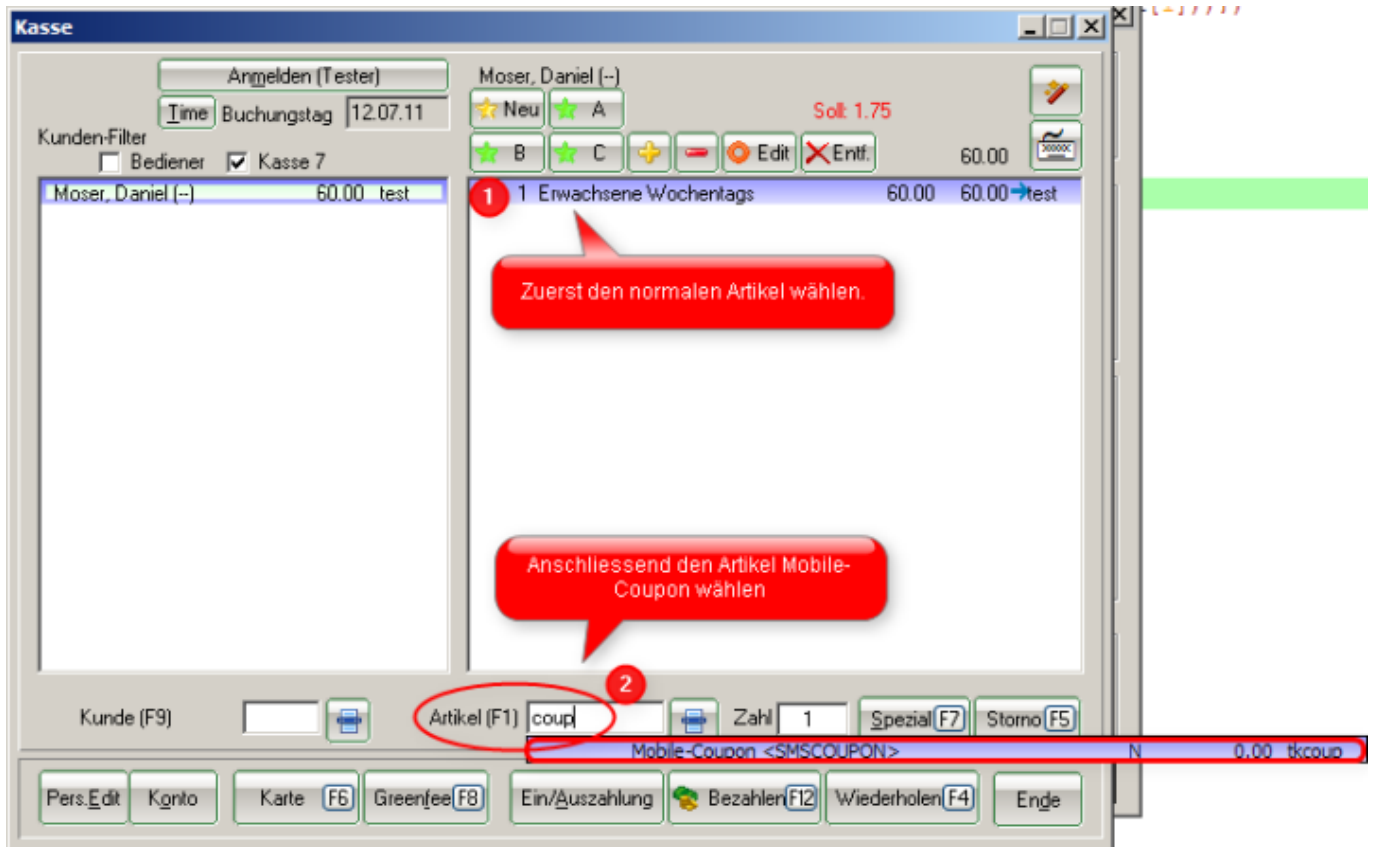 Kasse
Anmelden (Tester)
Time Buchungstag 12.07.11
Kunden-Filter
Bediener Kasse 7
Moser, Daniel (--) 60.00 test
Moser, Daniel (--)
Neu A Soll: 1.75
B C Edit Entf. 60.00
1 1 Erwachsene Wochentags 60.00 60.00 test
Zuerst den normalen Artikel wählen.
Anschliessend den Artikel Mobile-
Coupon wählen
2
Kunde (F9) Artikel (F1) coup Zahl 1 Spezial F7 Storno F5
Mobile-Coupon <SMSCOUPON> N 0.00 tkcoup
Pers.Edit Konto Karte F6 Greenfee F8 Ein/Auszahlung Bezahlen F12 Wiederholen F4 Ende